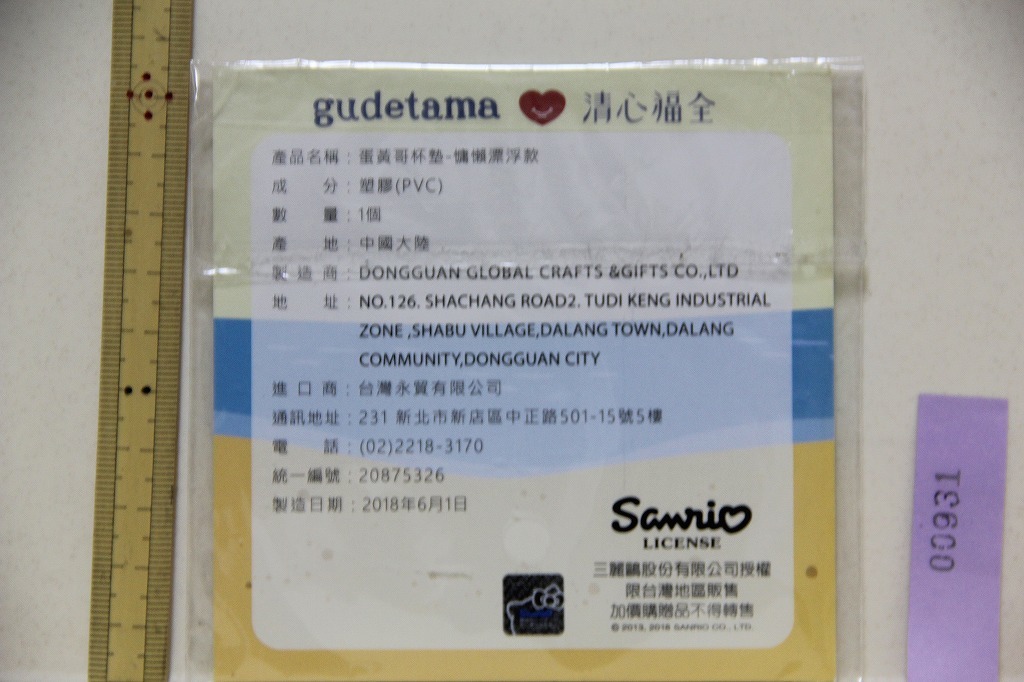 gudetama 清心福全
產品名稱：蛋黃哥杯墊-慵懶漂浮款
成分：塑膠(PVC)
數量：1個
產地：中國大陸
製造商：DONGGUAN GLOBAL CRAFTS &GIFTS CO.,LTD
地址：NO.126. SHACHANG ROAD2. TUDI KENG INDUSTRIAL
ZONE ,SHABU VILLAGE,DALANG TOWN,DALANG
COMMUNITY,DONGGUAN CITY
進口商：台灣永貿有限公司
通訊地址：231 新北市新店區中正路501-15號5樓
電話：(02)2218-3170
統一編號：20875326
製造日期：2018年6月1日
Sanrio
LICENSE
三麗鷗股份有限公司授權
限台灣地區販售
加價購贈品不得轉售
© 2013, 2018 SANRIO CO., LTD.
00931